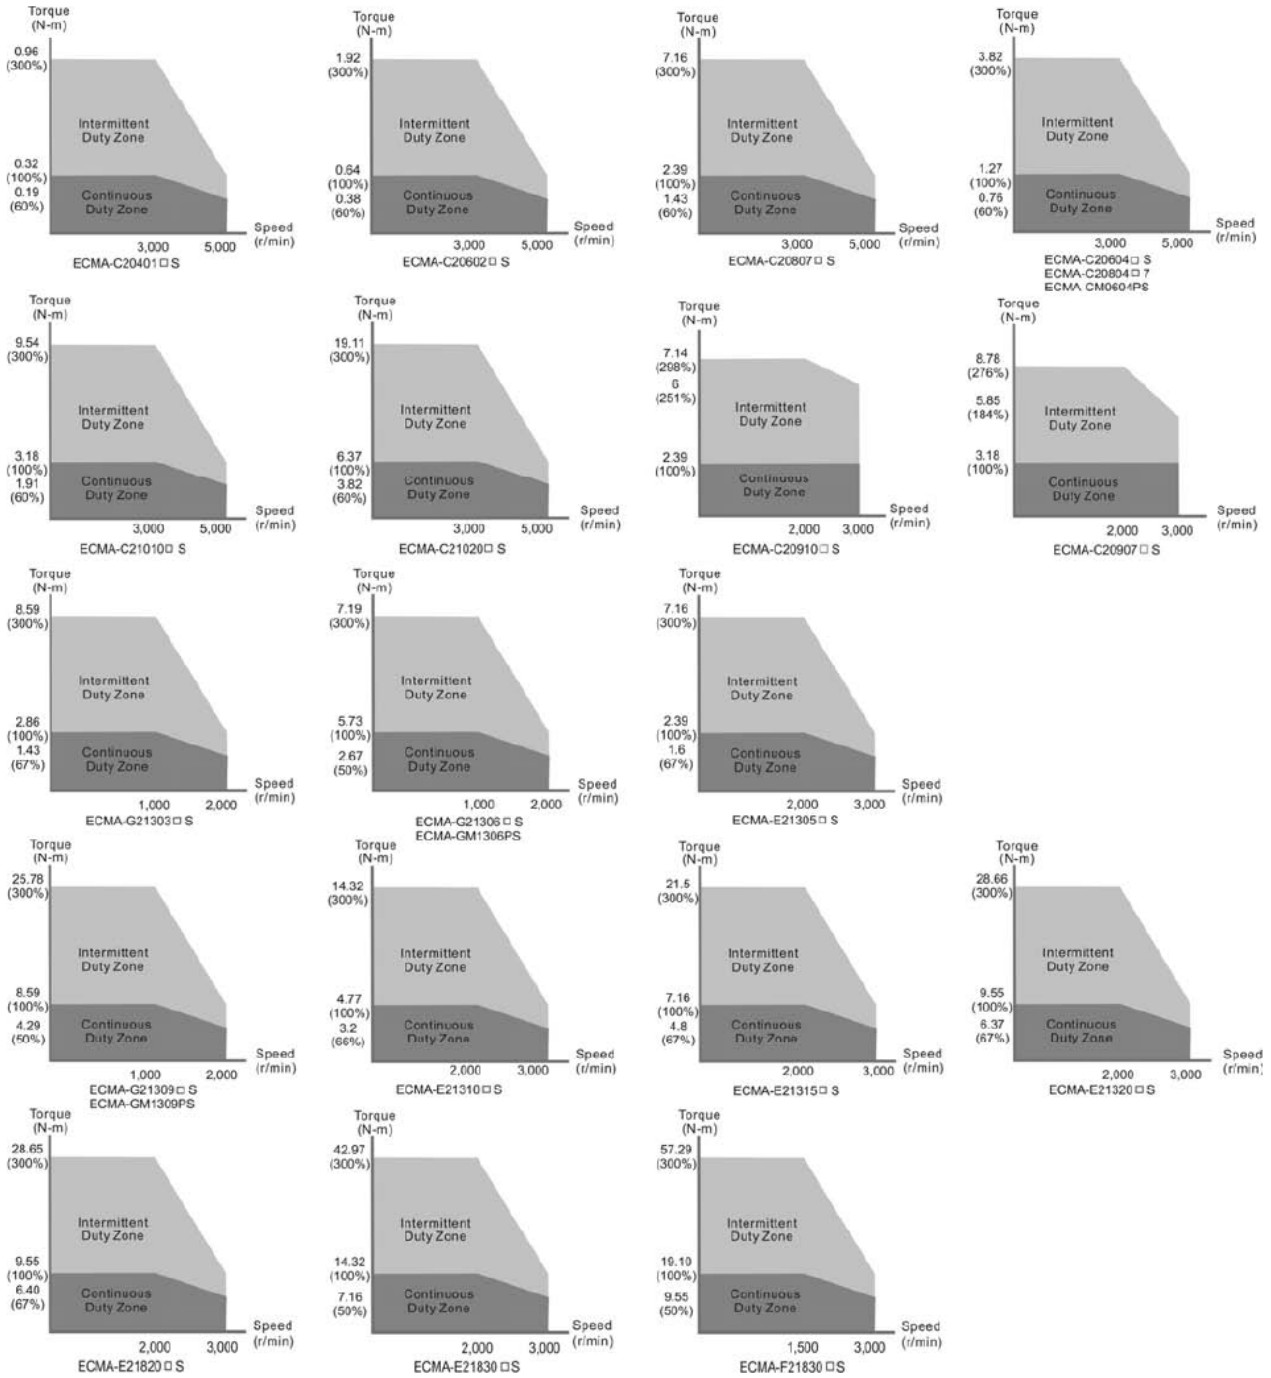 Torque
(N-m)
0.96
(300%)
Intermittent
Duty Zone
0.32
(100%)
0.19
(60%)
Continuous
Duty Zone
Speed
(r/min)
3,000
5,000
ECMA-C20401□ S
Torque
(N-m)
1.92
(300%)
Intermittent
Duty Zone
0.64
(100%)
0.38
(60%)
Continuous
Duty Zone
Speed
(r/min)
3,000
5,000
ECMA-C20602□ S
Torque
(N-m)
7.16
(300%)
Intermittent
Duty Zone
2.39
(100%)
1.43
(60%)
Continuous
Duty Zone
Speed
(r/min)
3,000
5,000
ECMA-C20807□ S
Torque
(N-m)
3.82
(300%)
Intermittent
Duty Zone
1.27
(100%)
0.76
(60%)
Continuous
Duty Zone
Speed
(r/min)
3,000
5,000
ECMA-C20604□ S
ECMA-C20804□ 7
ECMA-CM0604PS
Torque
(N-m)
9.54
(300%)
Intermittent
Duty Zone
3.18
(100%)
1.91
(60%)
Continuous
Duty Zone
Speed
(r/min)
3,000
5,000
ECMA-C21010□ S
Torque
(N-m)
19.11
(300%)
Intermittent
Duty Zone
6.37
(100%)
3.82
(60%)
Continuous
Duty Zone
Speed
(r/min)
3,000
5,000
ECMA-C21020□ S
Torque
(N-m)
7.14
(298%)
6
(251%)
Intermittent
Duty Zone
2.39
(100%)
Continuous
Duty Zone
Speed
(r/min)
2,000
3,000
ECMA-C20910□ S
Torque
(N-m)
8.78
(276%)
5.85
(184%)
Intermittent
Duty Zone
3.18
(100%)
Continuous
Duty Zone
Speed
(r/min)
2,000
3,000
ECMA-C20907□ S
Torque
(N-m)
8.59
(300%)
Intermittent
Duty Zone
2.86
(100%)
1.43
(67%)
Continuous
Duty Zone
Speed
(r/min)
1,000
2,000
ECMA-G21303□ S
Torque
(N-m)
7.19
(300%)
Intermittent
Duty Zone
5.73
(100%)
2.67
(50%)
Continuous
Duty Zone
Speed
(r/min)
1,000
2,000
ECMA-G21306□ S
ECMA-GM1306PS
Torque
(N-m)
7.16
(300%)
Intermittent
Duty Zone
2.39
(100%)
1.6
(67%)
Continuous
Duty Zone
Speed
(r/min)
2,000
3,000
ECMA-E21305□ S
Torque
(N-m)
25.78
(300%)
Intermittent
Duty Zone
8.59
(100%)
4.29
(50%)
Continuous
Duty Zone
Speed
(r/min)
1,000
2,000
ECMA-G21309□ S
ECMA-GM1309PS
Torque
(N-m)
14.32
(300%)
Intermittent
Duty Zone
4.77
(100%)
3.2
(66%)
Continuous
Duty Zone
Speed
(r/min)
2,000
3,000
ECMA-E21310□ S
Torque
(N-m)
21.5
(300%)
Intermittent
Duty Zone
7.16
(100%)
4.8
(67%)
Continuous
Duty Zone
Speed
(r/min)
2,000
3,000
ECMA-E21315□ S
Torque
(N-m)
28.66
(300%)
Intermittent
Duty Zone
9.55
(100%)
6.37
(67%)
Continuous
Duty Zone
Speed
(r/min)
2,000
3,000
ECMA-E21320□ S
Torque
(N-m)
28.65
(300%)
Intermittent
Duty Zone
9.55
(100%)
6.40
(67%)
Continuous
Duty Zone
Speed
(r/min)
2,000
3,000
ECMA-E21820□ S
Torque
(N-m)
42.97
(300%)
Intermittent
Duty Zone
14.32
(100%)
7.16
(50%)
Continuous
Duty Zone
Speed
(r/min)
2,000
3,000
ECMA-E21830□ S
Torque
(N-m)
57.29
(300%)
Intermittent
Duty Zone
19.10
(100%)
9.55
(50%)
Continuous
Duty Zone
Speed
(r/min)
1,500
3,000
ECMA-F21830□ S